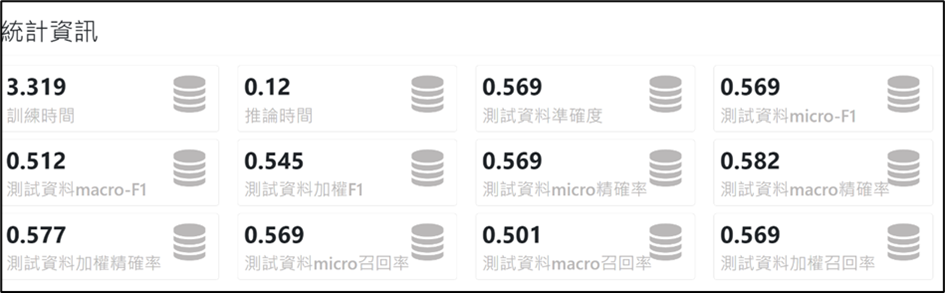 統計資訊
3.319
訓練時間
0.12
推論時間
0.569
測試資料準確度
0.569
測試資料micro-F1
0.512
測試資料macro-F1
0.545
測試資料加權F1
0.569
測試資料micro精確率
0.582
測試資料macro精確率
0.577
測試資料加權精確率
0.569
測試資料micro召回率
0.501
測試資料macro召回率
0.569
測試資料加權召回率